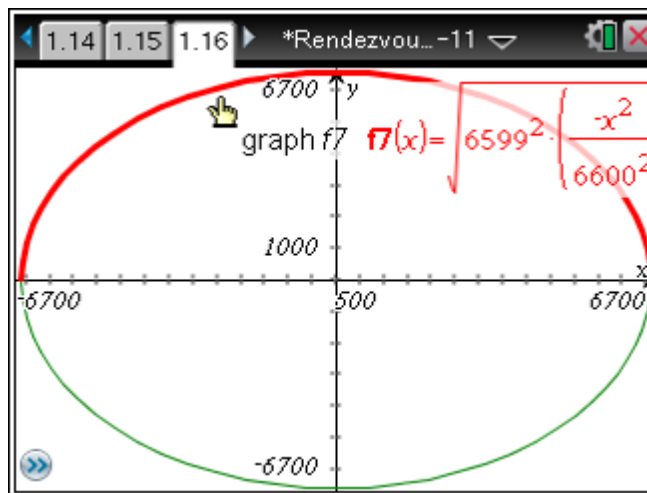 1.14 1.15 1.16 *Rendezvou…-11
6700 y
graph f7 f7(x)=√6599²·(-x²/6600²
1000
x
-6700 500 6700
-6700